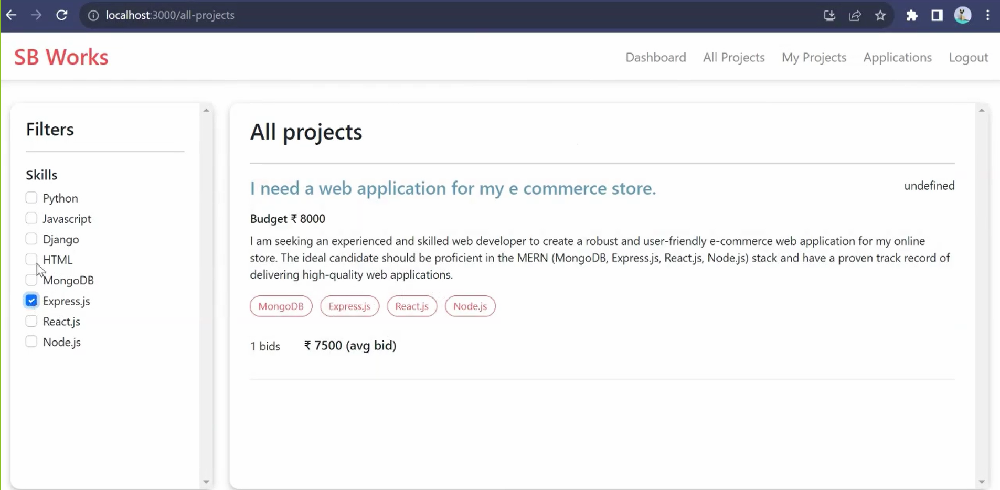 localhost:3000/all-projects
SB Works
Dashboard All Projects My Projects Applications Logout
Filters
Skills
Python
Javascript
Django
HTML
MongoDB
Express.js
React.js
Node.js
All projects
I need a web application for my e commerce store.
undefined
Budget ₹ 8000
I am seeking an experienced and skilled web developer to create a robust and user-friendly e-commerce web application for my online
store. The ideal candidate should be proficient in the MERN (MongoDB, Express.js, React.js, Node.js) stack and have a proven track record of
delivering high-quality web applications.
MongoDB Express.js React.js Node.js
1 bids ₹ 7500 (avg bid)